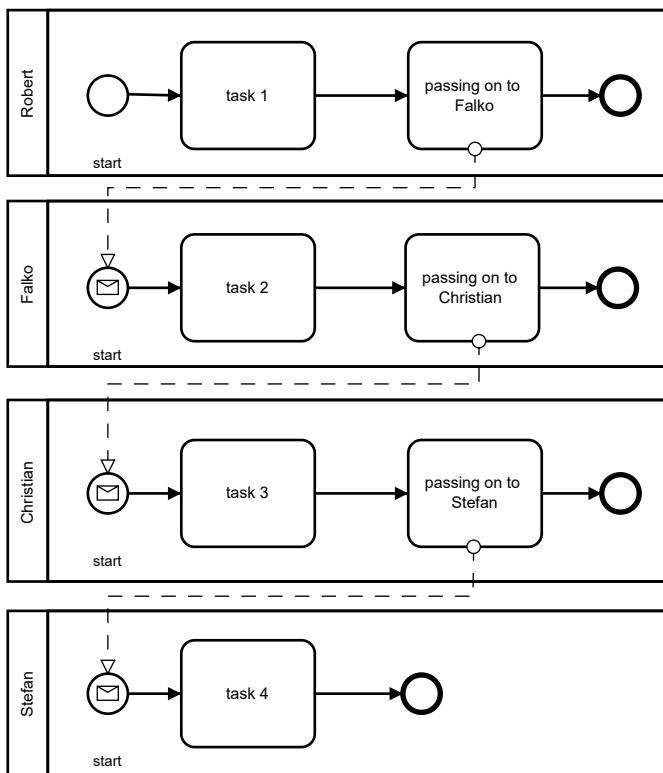 Robert
task 1
passing on to
Falko
start
Falko
task 2
passing on to
Christian
start
Christian
task 3
passing on to
Stefan
start
Stefan
task 4
start